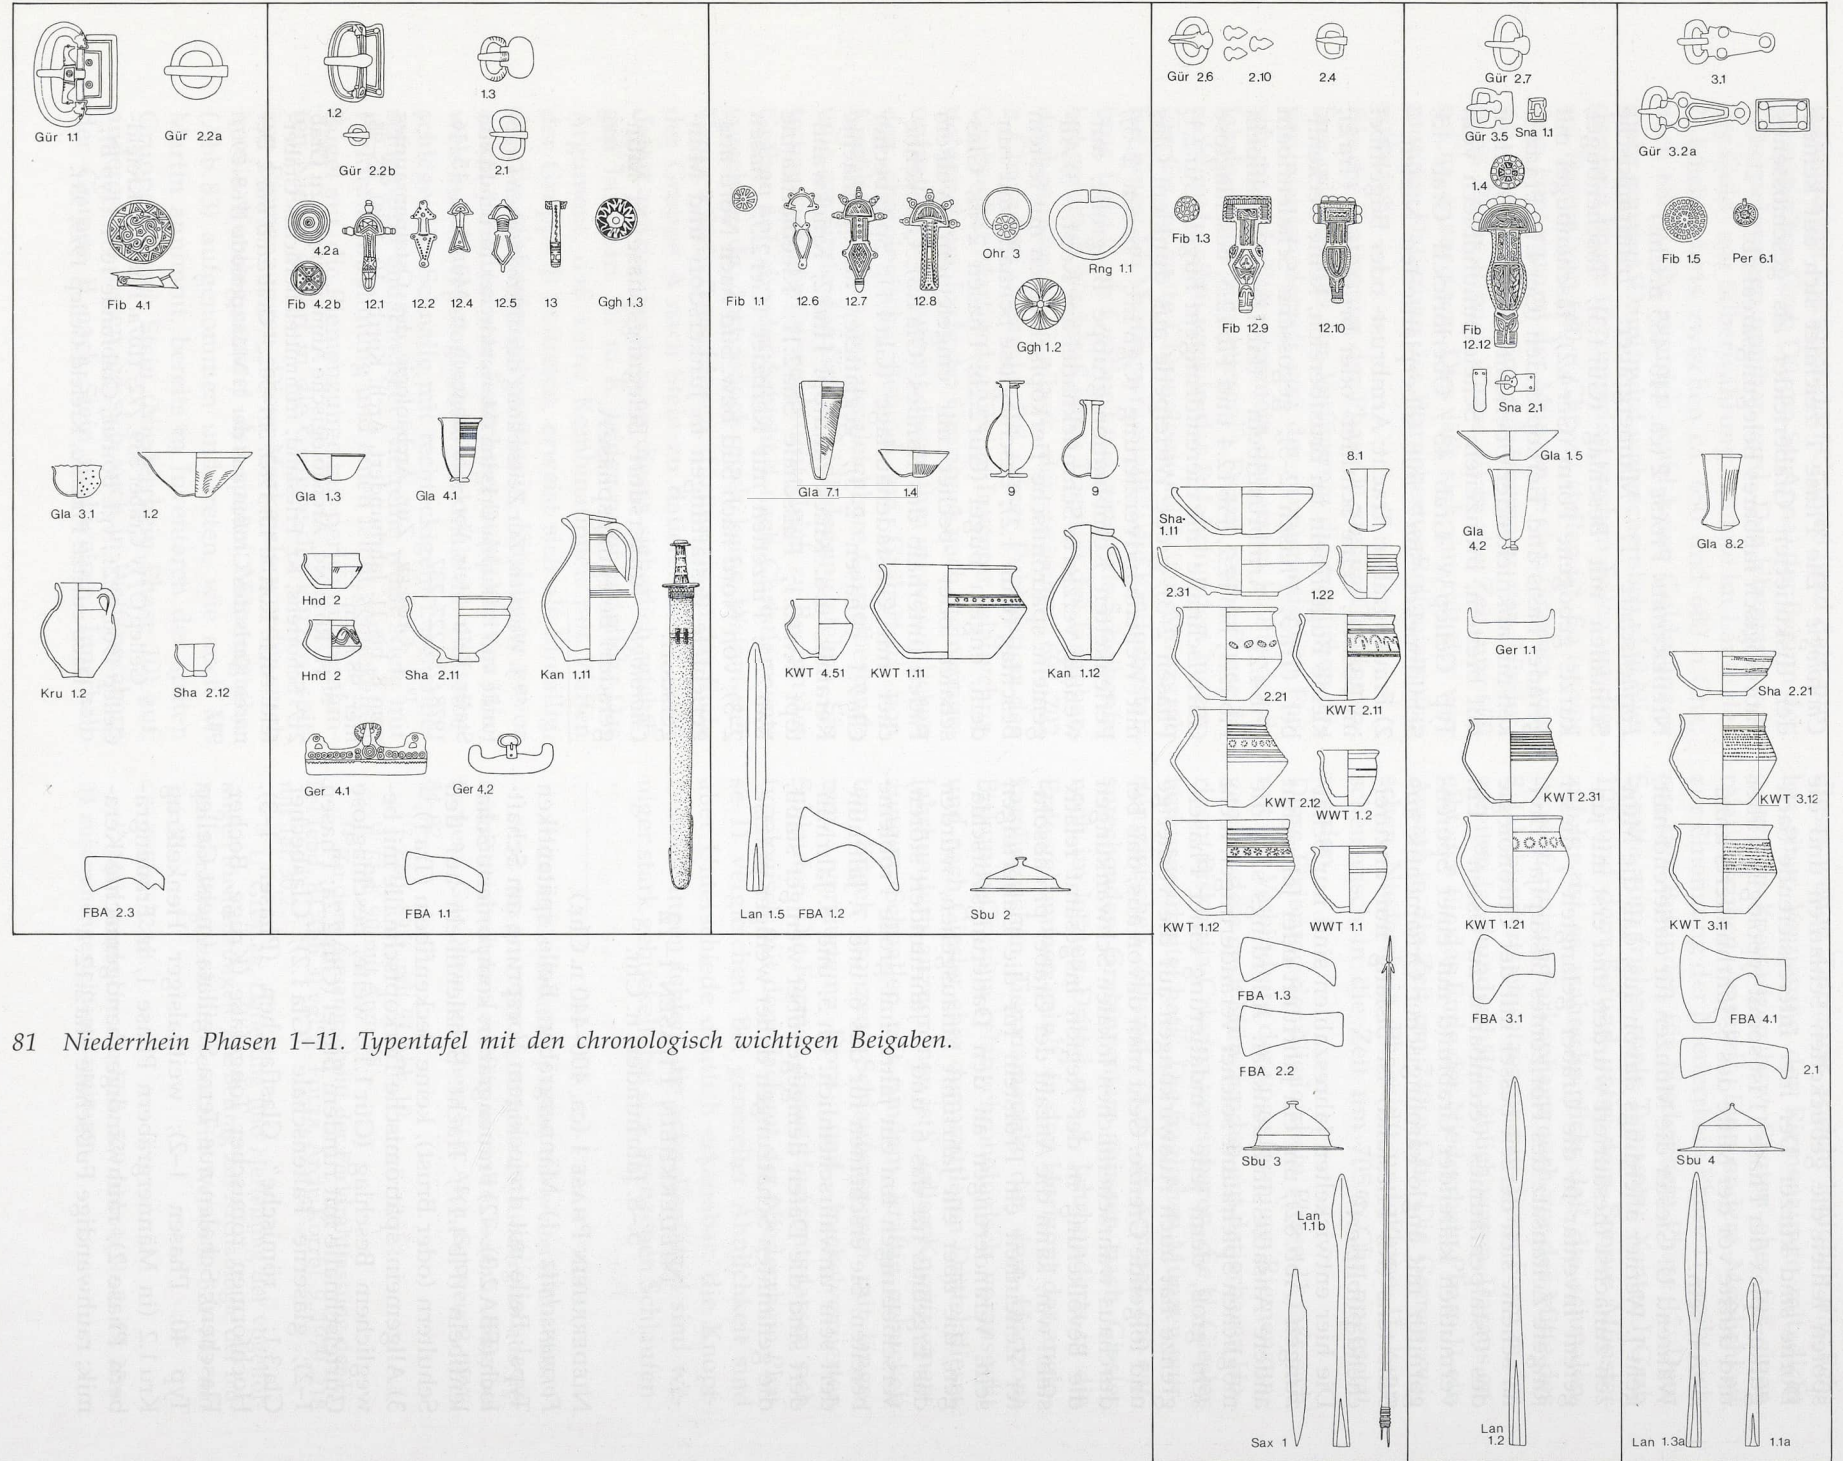 Gür 1.1
Gür 2.2a
Fib 4.1
Gla 3.1
1.2
Kru 1.2
Sha 2.12
FBA 2.3
1.2
1.3
Gür 2.2b
2.1
4.2a
Fib 4.2b
12.1
12.2
12.4
12.5
13
Ggh 1.3
Gla 1.3
Gla 4.1
Hnd 2
Hnd 2
Sha 2.11
Kan 1.11
Ger 4.1
Ger 4.2
FBA 1.1
Fib 1.1
12.6
12.7
12.8
Ohr 3
Rng 1.1
Ggh 1.2
Gla 7.1
1.4
9
9
KWT 4.51
KWT 1.11
Kan 1.12
Lan 1.5
FBA 1.2
Sbu 2
Gür 2.6
2.10
2.4
Fib 1.3
Fib 12.9
12.10
8.1
Sha
1.11
2.31
1.22
2.21
KWT 2.11
KWT 2.12
WWT 1.2
KWT 1.12
WWT 1.1
FBA 1.3
FBA 2.2
Sbu 3
Lan
1.1b
Sax 1
Gür 2.7
Gür 3.5
Sna 1.1
1.4
Fib
12.12
Sna 2.1
Gla 1.5
Gla
4.2
Ger 1.1
KWT 2.31
KWT 1.21
FBA 3.1
Lan
1.2
3.1
Gür 3.2a
Fib 1.5
Per 6.1
Gla 8.2
Sha 2.21
KWT 3.12
KWT 3.11
FBA 4.1
2.1
Sbu 4
Lan 1.3a
1.1a
81 Niederrhein Phasen 1–11. Typentafel mit den chronologisch wichtigen Beigaben.